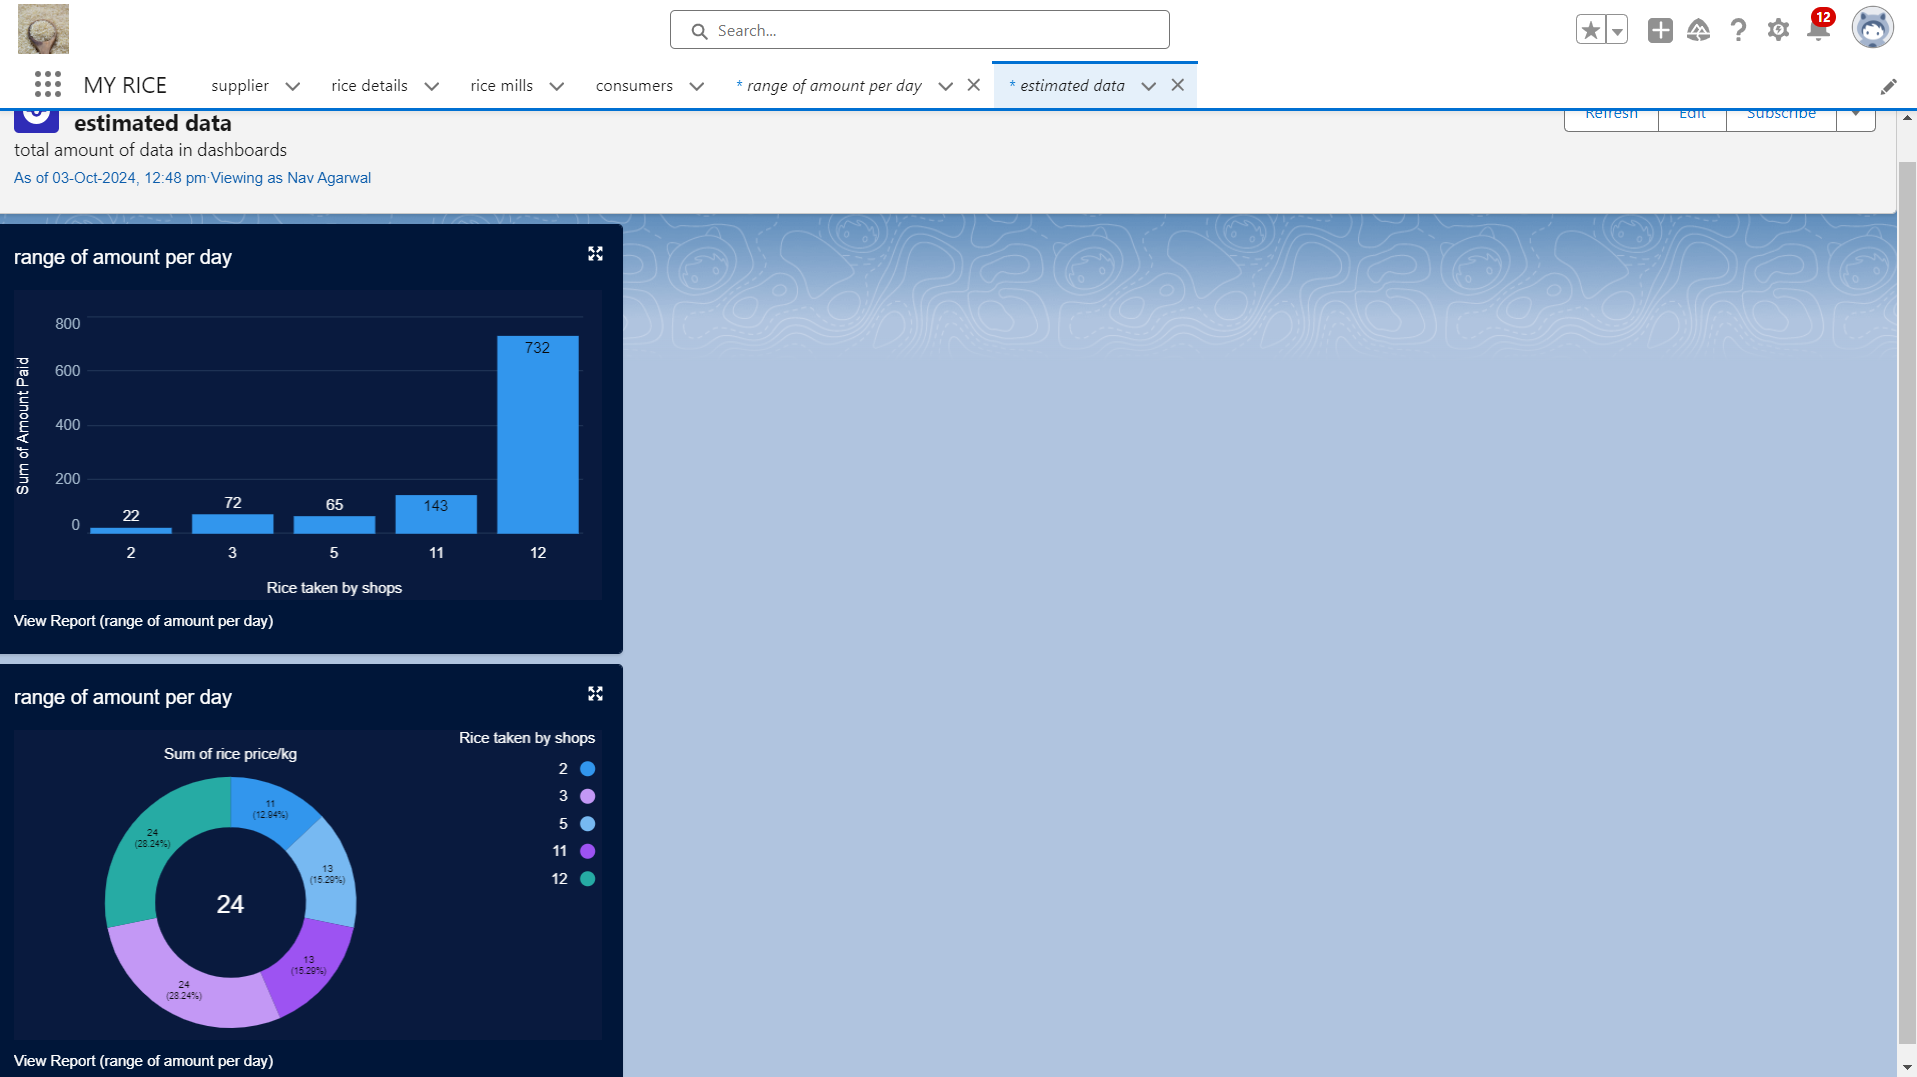 Search...
12
MY RICE
supplier
rice details
rice mills
consumers
* range of amount per day
* estimated data
estimated data
Refresh
Edit
Subscribe
total amount of data in dashboards
As of 03-Oct-2024, 12:48 pm·Viewing as Nav Agarwal
range of amount per day
Sum of Amount Paid
800
600
400
200
0
22
72
65
143
732
2
3
5
11
12
Rice taken by shops
View Report (range of amount per day)
range of amount per day
Rice taken by shops
Sum of rice price/kg
2
3
5
11
12
11
(12.94%)
13
(15.29%)
13
(15.29%)
24
(28.24%)
24
(28.24%)
24
View Report (range of amount per day)